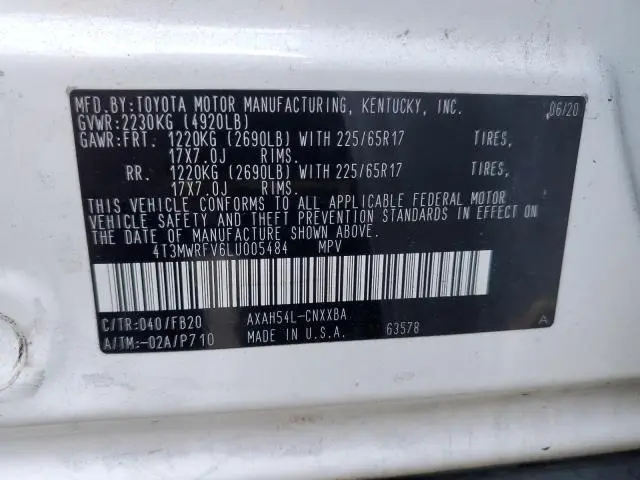 MFD.BY:TOYOTA MOTOR MANUFACTURING, KENTUCKY, INC. 06/20
GVWR:2230KG (4920LB)
GAWR:FRT. 1220KG (2690LB) WITH 225/65R17 TIRES,
17X7.0J RIMS.
RR. 1220KG (2690LB) WITH 225/65R17 TIRES,
17X7.0J RIMS.
THIS VEHICLE CONFORMS TO ALL APPLICABLE FEDERAL MOTOR
VEHICLE SAFETY AND THEFT PREVENTION STANDARDS IN EFFECT ON
THE DATE OF MANUFACTURE SHOWN ABOVE.
4T3MWRFV6LU005484 MPV
C/TR:040/FB20 AXAH54L-CNXXBA A
A/TM:-02A/P710 MADE IN U.S.A. 63578